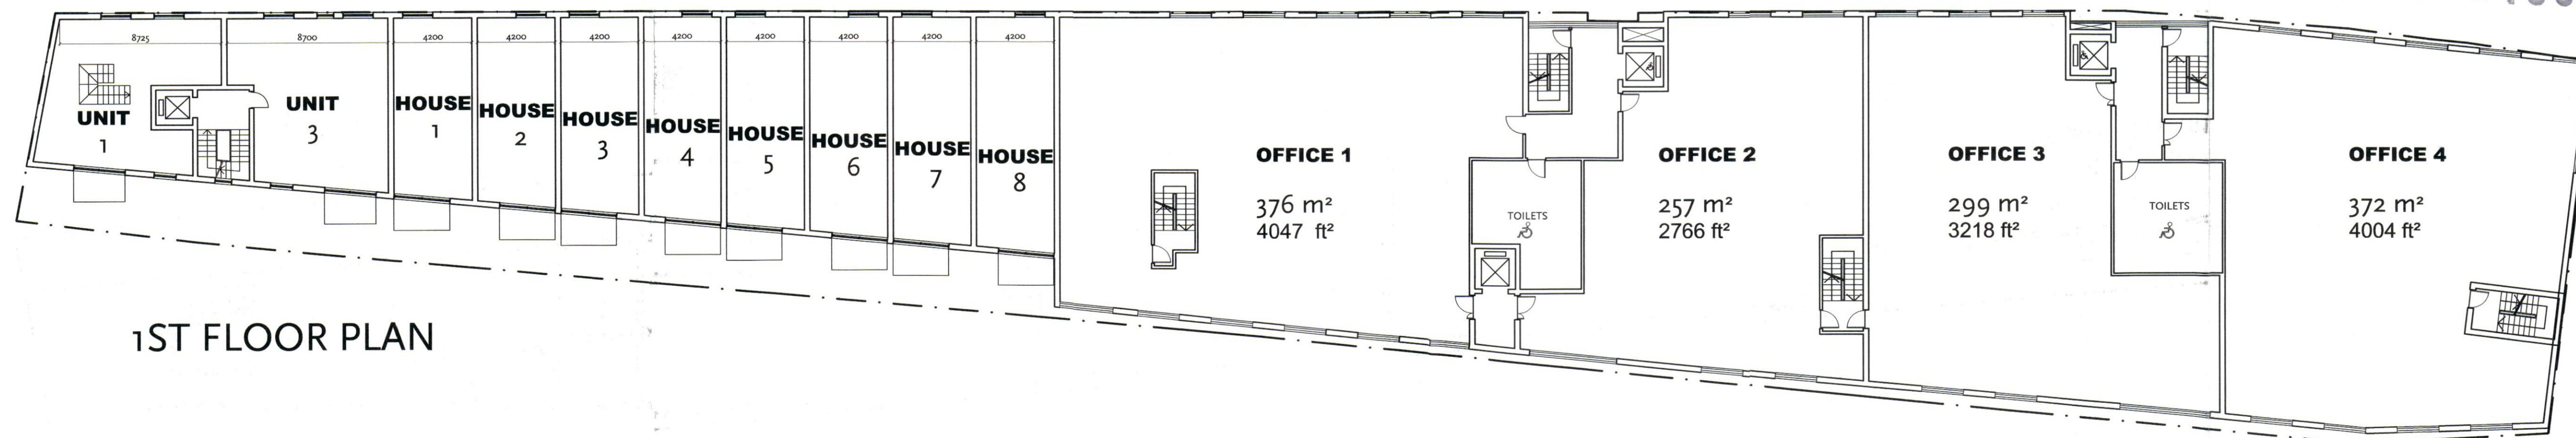 8725
8700
4200
4200
4200
4200
4200
4200
4200
4200
UNIT
1
UNIT
3
HOUSE
1
HOUSE
2
HOUSE
3
HOUSE
4
HOUSE
5
HOUSE
6
HOUSE
7
HOUSE
8
OFFICE 1
376 m²
4047 ft²
TOILETS
OFFICE 2
257 m²
2766 ft²
OFFICE 3
299 m²
3218 ft²
TOILETS
OFFICE 4
372 m²
4004 ft²
1ST FLOOR PLAN